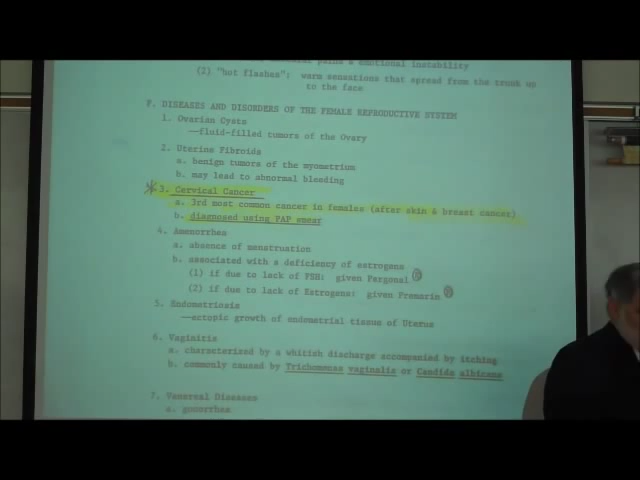 & emotional instability
(2) "hot flashes": warm sensations that spread from the trunk up
to the face
F. DISEASES AND DISORDERS OF THE FEMALE REPRODUCTIVE SYSTEM
1. Ovarian Cysts
--fluid-filled tumors of the Ovary
2. Uterine Fibroids
a. benign tumors of the myometrium
b. may lead to abnormal bleeding
* 3. Cervical Cancer
a. 3rd most common cancer in females (after skin & breast cancer)
b. diagnosed using PAP smear
4. Amenorrhea
a. absence of menstruation
b. associated with a deficiency of estrogens
(1) if due to lack of FSH: given Pergonal ®
(2) if due to lack of Estrogens: given Premarin ®
5. Endometriosis
--ectopic growth of endometrial tissue of Uterus
6. Vaginitis
a. characterized by a whitish discharge accompanied by itching
b. commonly caused by Trichomonas vaginalis or Candida albicans
7. Venereal Diseases
a. gonorrhea